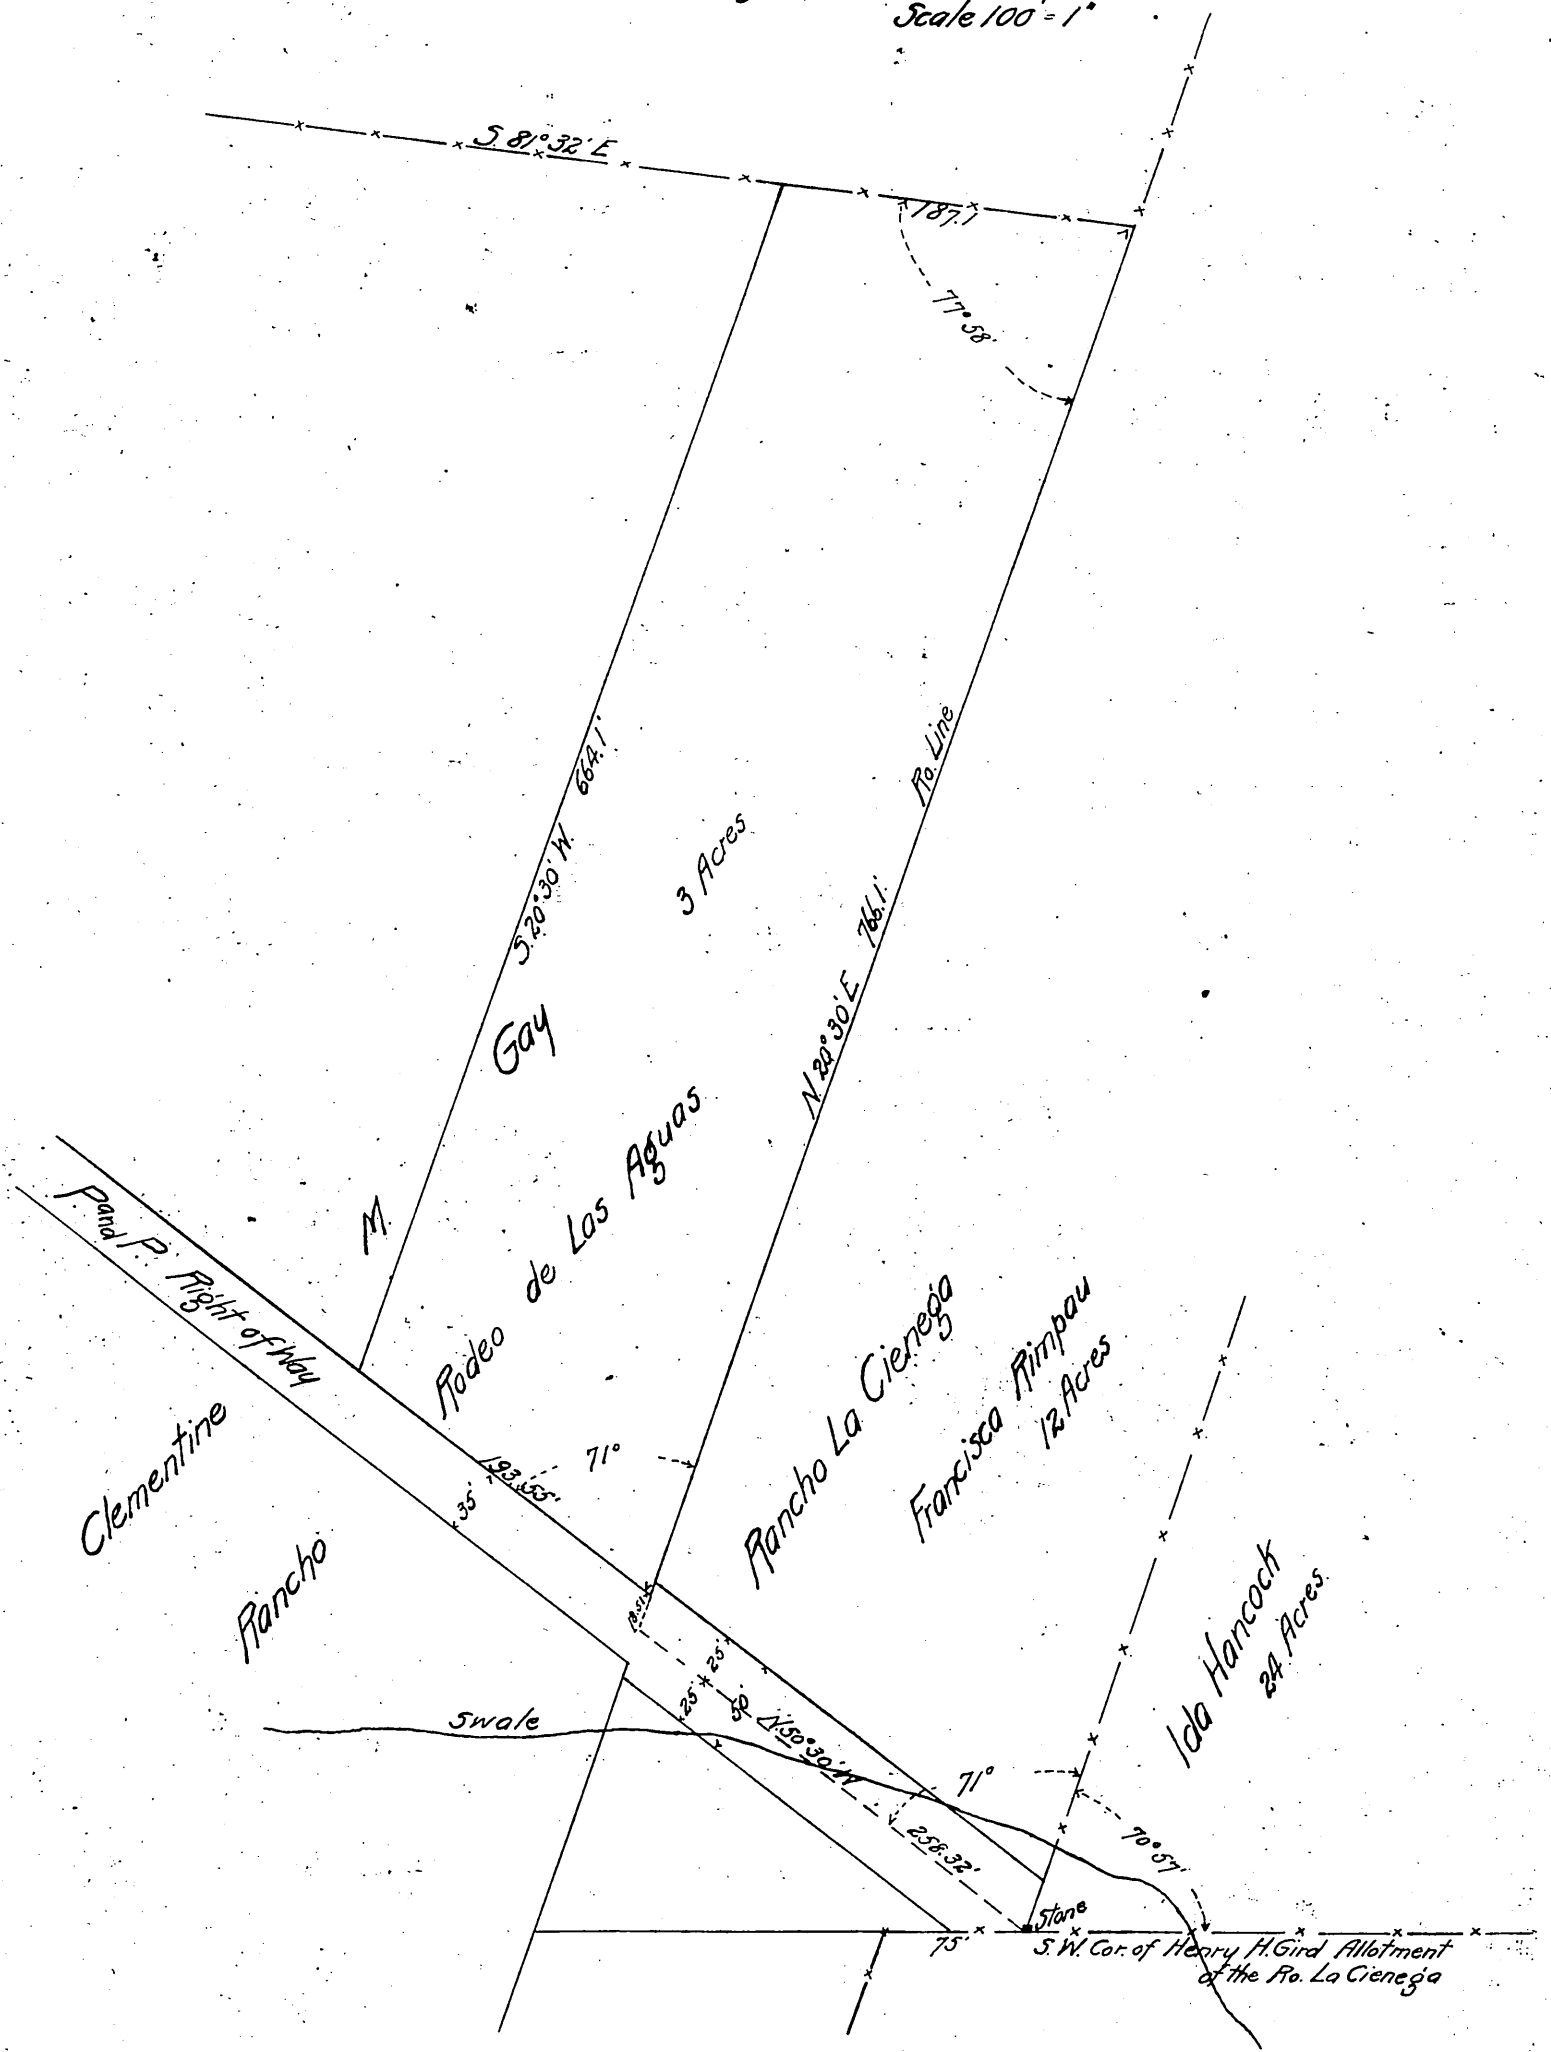 Scale 100' = 1"
S. 81° 32' E
187.1
77° 58'
S. 20° 30' W. 664.1'
3 Acres
Ro. Line
N. 20° 30' E 766.1'
M. Gay
Rodeo de Las Aguas
P. and P. Right of Way
Clementine
Rancho
193.55'
35'
71°
Rancho La Cienega
Francisca Rimpau
12 Acres
Ida Hancock
24 Acres
25'
25'
50'
N. 50° 30' W
258.32'
71°
70° 57'
Swale
Stone
75'
S. W. Cor. of Henry H. Gird Allotment
of the Ro. La Cienega